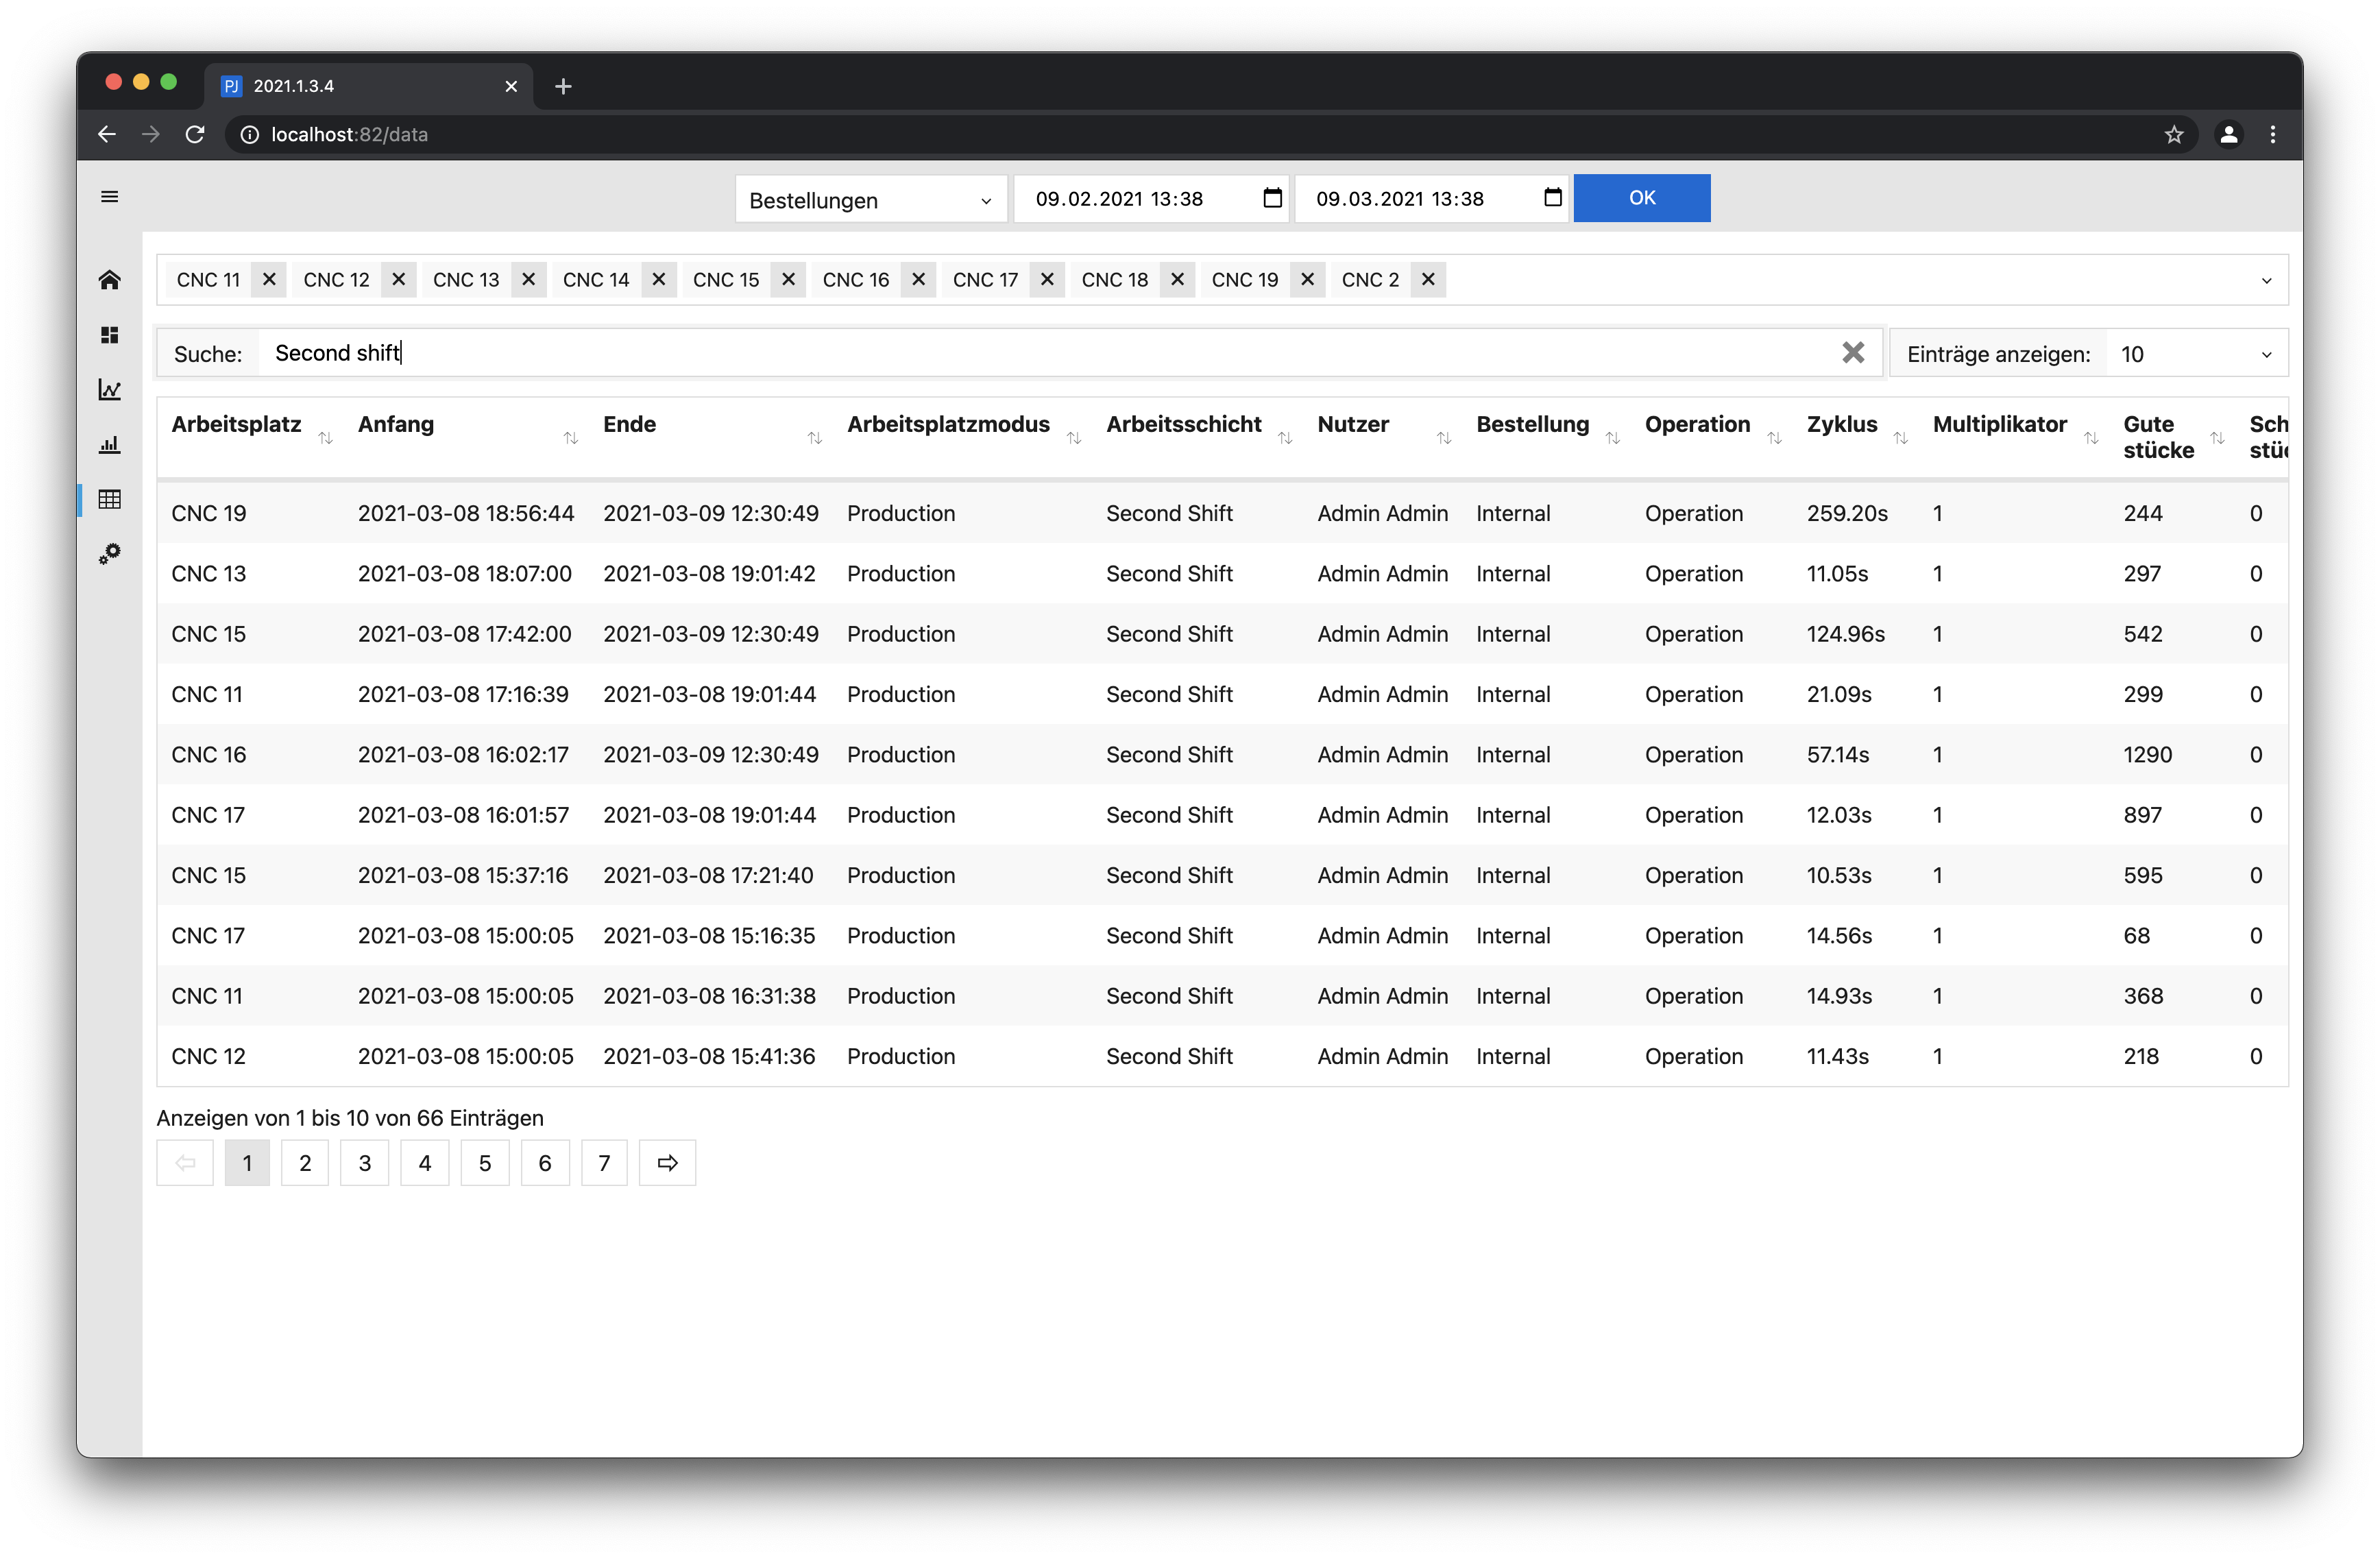 PJ 2021.1.3.4
localhost:82/data
Bestellungen 09.02.2021 13:38 09.03.2021 13:38 OK
CNC 11 CNC 12 CNC 13 CNC 14 CNC 15 CNC 16 CNC 17 CNC 18 CNC 19 CNC 2
Suche: Second shift Einträge anzeigen: 10
Arbeitsplatz Anfang Ende Arbeitsplatzmodus Arbeitsschicht Nutzer Bestellung Operation Zyklus Multiplikator Gute Sch
stücke stüc
CNC 19 2021-03-08 18:56:44 2021-03-09 12:30:49 Production Second Shift Admin Admin Internal Operation 259.20s 1 244 0
CNC 13 2021-03-08 18:07:00 2021-03-08 19:01:42 Production Second Shift Admin Admin Internal Operation 11.05s 1 297 0
CNC 15 2021-03-08 17:42:00 2021-03-09 12:30:49 Production Second Shift Admin Admin Internal Operation 124.96s 1 542 0
CNC 11 2021-03-08 17:16:39 2021-03-08 19:01:44 Production Second Shift Admin Admin Internal Operation 21.09s 1 299 0
CNC 16 2021-03-08 16:02:17 2021-03-09 12:30:49 Production Second Shift Admin Admin Internal Operation 57.14s 1 1290 0
CNC 17 2021-03-08 16:01:57 2021-03-08 19:01:44 Production Second Shift Admin Admin Internal Operation 12.03s 1 897 0
CNC 15 2021-03-08 15:37:16 2021-03-08 17:21:40 Production Second Shift Admin Admin Internal Operation 10.53s 1 595 0
CNC 17 2021-03-08 15:00:05 2021-03-08 15:16:35 Production Second Shift Admin Admin Internal Operation 14.56s 1 68 0
CNC 11 2021-03-08 15:00:05 2021-03-08 16:31:38 Production Second Shift Admin Admin Internal Operation 14.93s 1 368 0
CNC 12 2021-03-08 15:00:05 2021-03-08 15:41:36 Production Second Shift Admin Admin Internal Operation 11.43s 1 218 0
Anzeigen von 1 bis 10 von 66 Einträgen
1 2 3 4 5 6 7